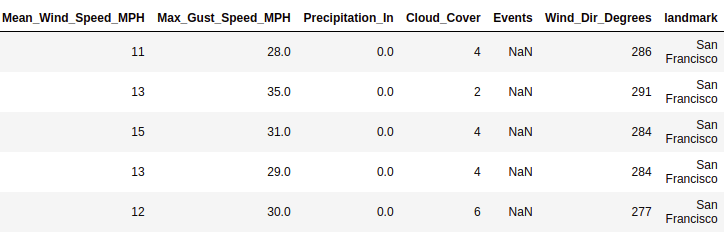 Mean_Wind_Speed_MPH Max_Gust_Speed_MPH Precipitation_In Cloud_Cover Events Wind_Dir_Degrees landmark
11 28.0 0.0 4 NaN 286 San
Francisco
13 35.0 0.0 2 NaN 291 San
Francisco
15 31.0 0.0 4 NaN 284 San
Francisco
13 29.0 0.0 4 NaN 284 San
Francisco
12 30.0 0.0 6 NaN 277 San
Francisco